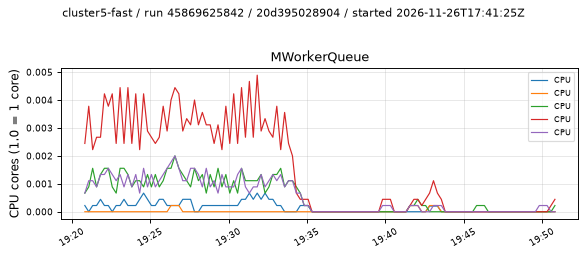 cluster5-fast / run 45869625842 / 20d395028904 / started 2026-11-26T17:41:25Z
MWorkerQueue
CPU cores (1.0 = 1 core)
0.005
0.004
0.003
0.002
0.001
0.000
CPU
CPU
CPU
CPU
CPU
19:20
19:25
19:30
19:35
19:40
19:45
19:50